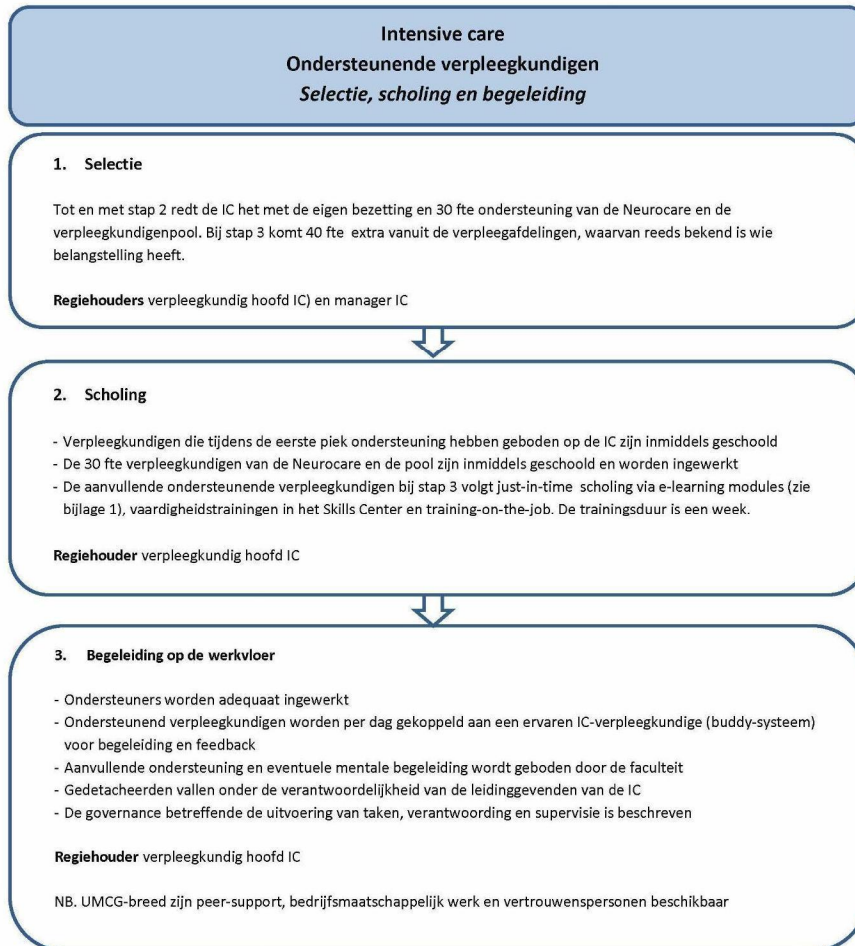 Intensive care
Ondersteunende verpleegkundigen
Selectie, scholing en begeleiding
1. Selectie
Tot en met stap 2 redt de IC het met de eigen bezetting en 30 fte ondersteuning van de Neurocare en de
verpleegkundigenpool. Bij stap 3 komt 40 fte extra vanuit de verpleegafdelingen, waarvan reeds bekend is wie
belangstelling heeft.
Regiehouders verpleegkundig hoofd IC) en manager IC
2. Scholing
- Verpleegkundigen die tijdens de eerste piek ondersteuning hebben geboden op de IC zijn inmiddels geschoold
- De 30 fte verpleegkundigen van de Neurocare en de pool zijn inmiddels geschoold en worden ingewerkt
- De aanvullende ondersteunende verpleegkundigen bij stap 3 volgt just-in-time scholing via e-learning modules (zie
bijlage 1), vaardigheidstrainingen in het Skills Center en training-on-the-job. De trainingsduur is een week.
Regiehouder verpleegkundig hoofd IC
3. Begeleiding op de werkvloer
- Ondersteuners worden adequaat ingewerkt
- Ondersteunend verpleegkundigen worden per dag gekoppeld aan een ervaren IC-verpleegkundige (buddy-systeem)
voor begeleiding en feedback
- Aanvullende ondersteuning en eventuele mentale begeleiding wordt geboden door de faculteit
- Gedetacheerden vallen onder de verantwoordelijkheid van de leidinggevenden van de IC
- De governance betreffende de uitvoering van taken, verantwoording en supervisie is beschreven
Regiehouder verpleegkundig hoofd IC
NB. UMCG-breed zijn peer-support, bedrijfsmaatschappelijk werk en vertrouwenspersonen beschikbaar